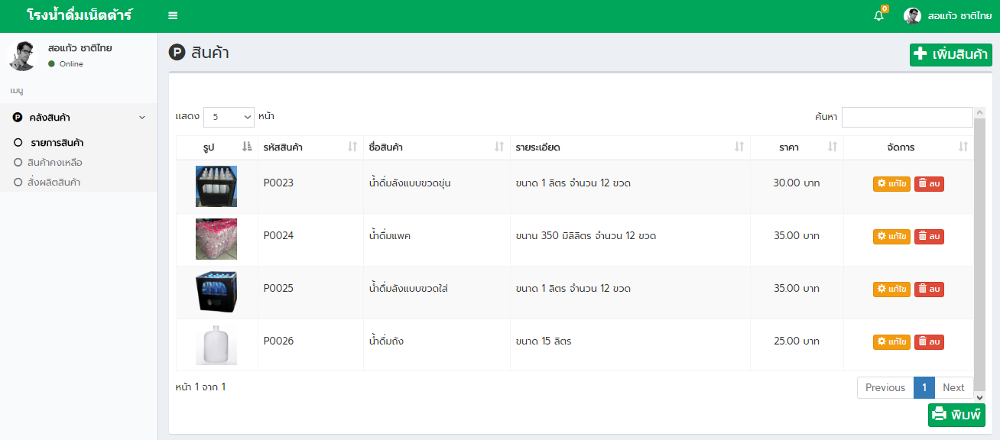 โรงน้ำดื่มเน็ตต้าร์
0
สอแก้ว ชาติไทย
สอแก้ว ชาติไทย
Online
เมนู
คลังสินค้า
รายการสินค้า
สินค้าคงเหลือ
สั่งผลิตสินค้า
P สินค้า
เพิ่มสินค้า
แสดง 5 หน้า
ค้นหา
รูป รหัสสินค้า ชื่อสินค้า รายระเอียด ราคา จัดการ
P0023 น้ำดื่มลังแบบขวดขุ่น ขนาด 1 ลิตร จำนวน 12 ขวด 30.00 บาท แก้ไข ลบ
P0024 น้ำดื่มแพค ขนาน 350 มิลิลิตร จำนวน 12 ขวด 35.00 บาท แก้ไข ลบ
P0025 น้ำดื่มลังแบบขวดใส่ ขนาด 1 ลิตร จำนวน 12 ขวด 35.00 บาท แก้ไข ลบ
P0026 น้ำดื่มถัง ขนาด 15 ลิตร 25.00 บาท แก้ไข ลบ
หน้า 1 จาก 1
Previous 1 Next
พิมพ์